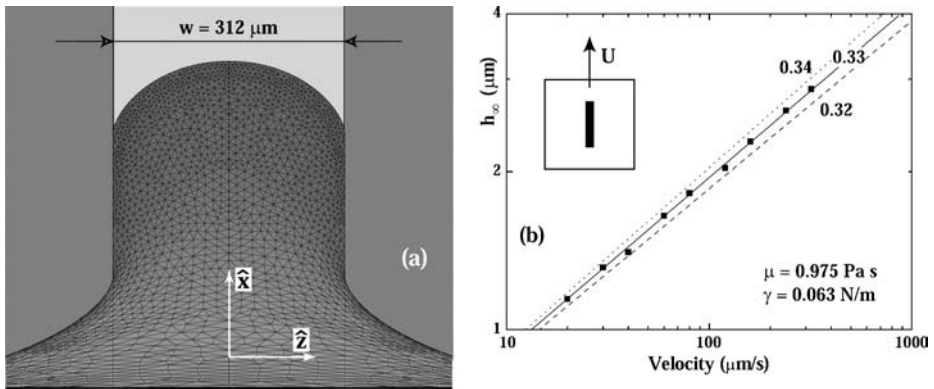 w = 312 μm
(a)
x̂
ẑ
4
h∞ (μm)
2
1
10
100
1000
Velocity (μm/s)
U
0.34
0.33
0.32
(b)
μ = 0.975 Pa s
γ = 0.063 N/m